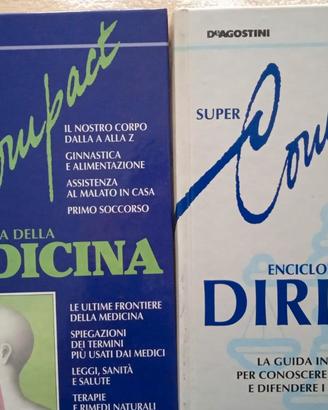 ompact
IL NOSTRO CORPO
DALLA A ALLA Z
GINNASTICA
E ALIMENTAZIONE
ASSISTENZA
AL MALATO IN CASA
PRIMO SOCCORSO
A DELLA
DICINA
LE ULTIME FRONTIERE
DELLA MEDICINA
SPIEGAZIONI
DEI TERMINI
PIÙ USATI DAI MEDICI
LEGGI, SANITÀ
E SALUTE
TERAPIE
E RIMEDI NATURALI
DeAGOSTINI
SUPER
Com
ENCICLO
DIRI
LA GUIDA IN
PER CONOSCERE
E DIFENDERE I